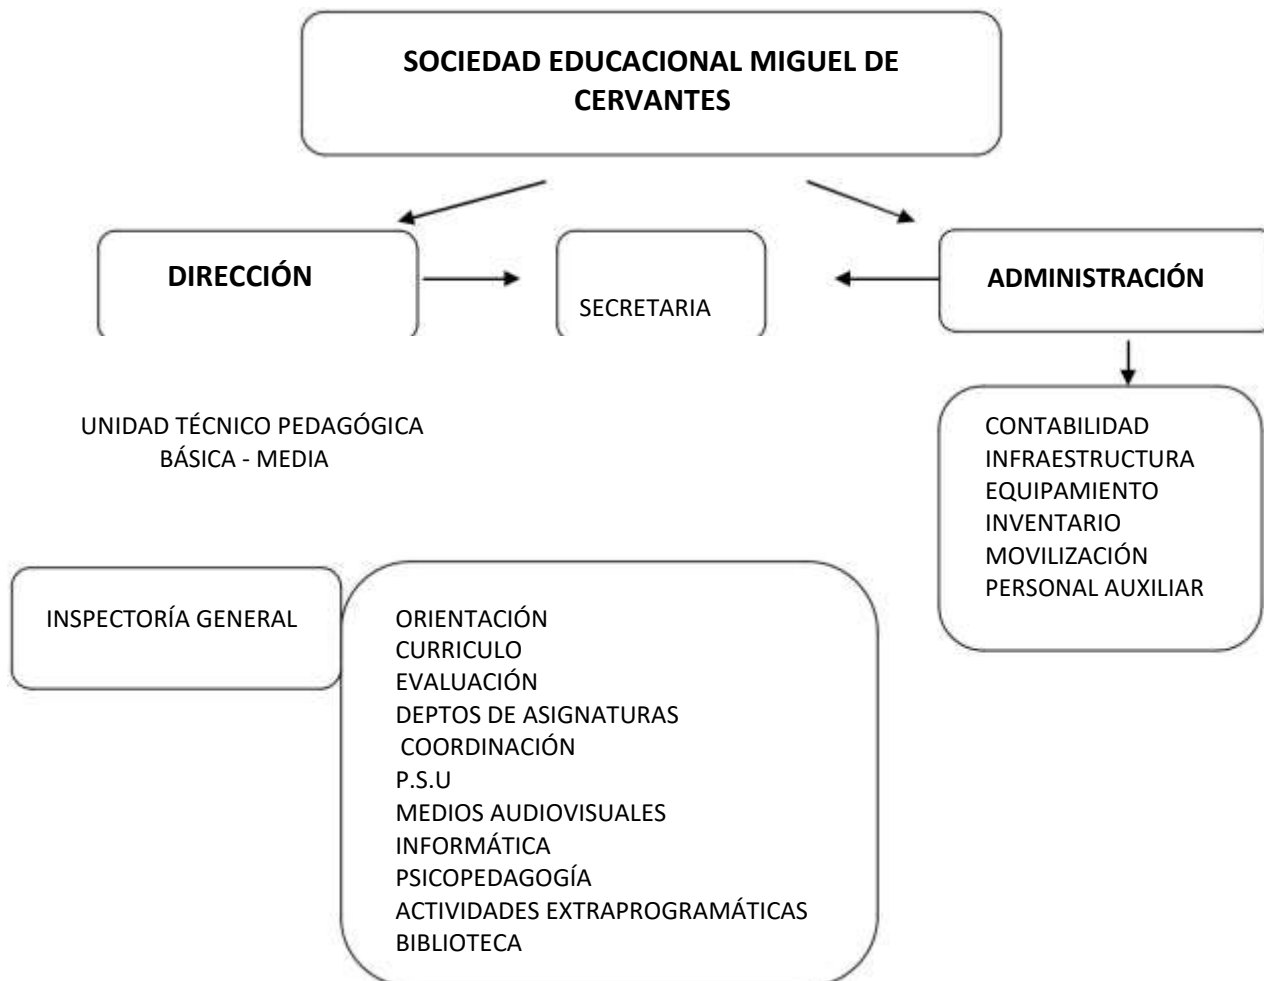 SOCIEDAD EDUCACIONAL MIGUEL DE
CERVANTES
DIRECCIÓN
SECRETARIA
ADMINISTRACIÓN
UNIDAD TÉCNICO PEDAGÓGICA
BÁSICA - MEDIA
CONTABILIDAD
INFRAESTRUCTURA
EQUIPAMIENTO
INVENTARIO
MOVILIZACIÓN
PERSONAL AUXILIAR
INSPECTORÍA GENERAL
ORIENTACIÓN
CURRICULO
EVALUACIÓN
DEPTOS DE ASIGNATURAS
COORDINACIÓN
P.S.U
MEDIOS AUDIOVISUALES
INFORMÁTICA
PSICOPEDAGOGÍA
ACTIVIDADES EXTRAPROGRAMÁTICAS
BIBLIOTECA